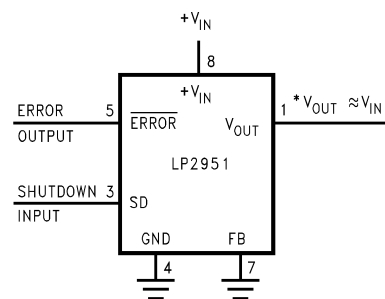 +VIN
8
+VIN
ERROR 5 ERROR 1 *VOUT ≈VIN
OUTPUT VOUT
LP2951
SHUTDOWN 3 SD
INPUT
GND FB
4 7